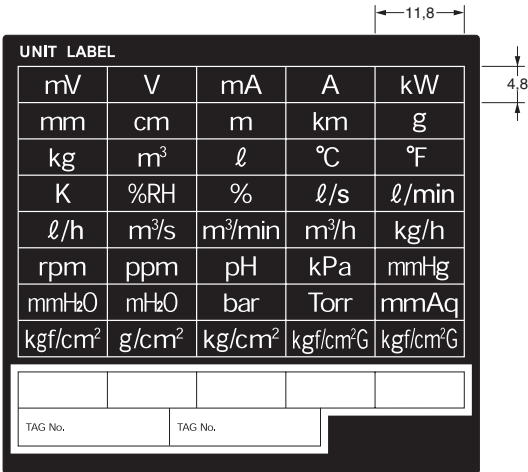 11,8
UNIT LABEL
4,8
mV V mA A kW
mm cm m km g
kg m³ ℓ °C °F
K %RH % ℓ/s ℓ/min
ℓ/h m³/s m³/min m³/h kg/h
rpm ppm pH kPa mmHg
mmH₂O mH₂O bar Torr mmAq
kgf/cm² g/cm² kg/cm² kgf/cm²G kgf/cm²G
TAG No. TAG No.